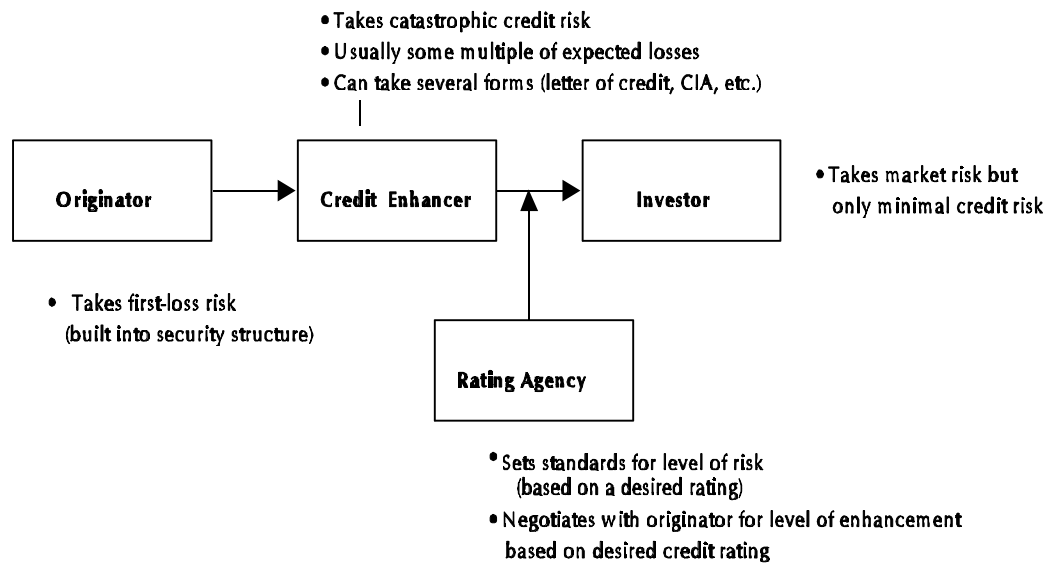 • Takes catastrophic credit risk
• Usually some multiple of expected losses
• Can take several forms (letter of credit, CIA, etc.)
Originator
Credit Enhancer
Investor
• Takes market risk but
only minimal credit risk
• Takes first-loss risk
(built into security structure)
Rating Agency
• Sets standards for level of risk
(based on a desired rating)
• Negotiates with originator for level of enhancement
based on desired credit rating